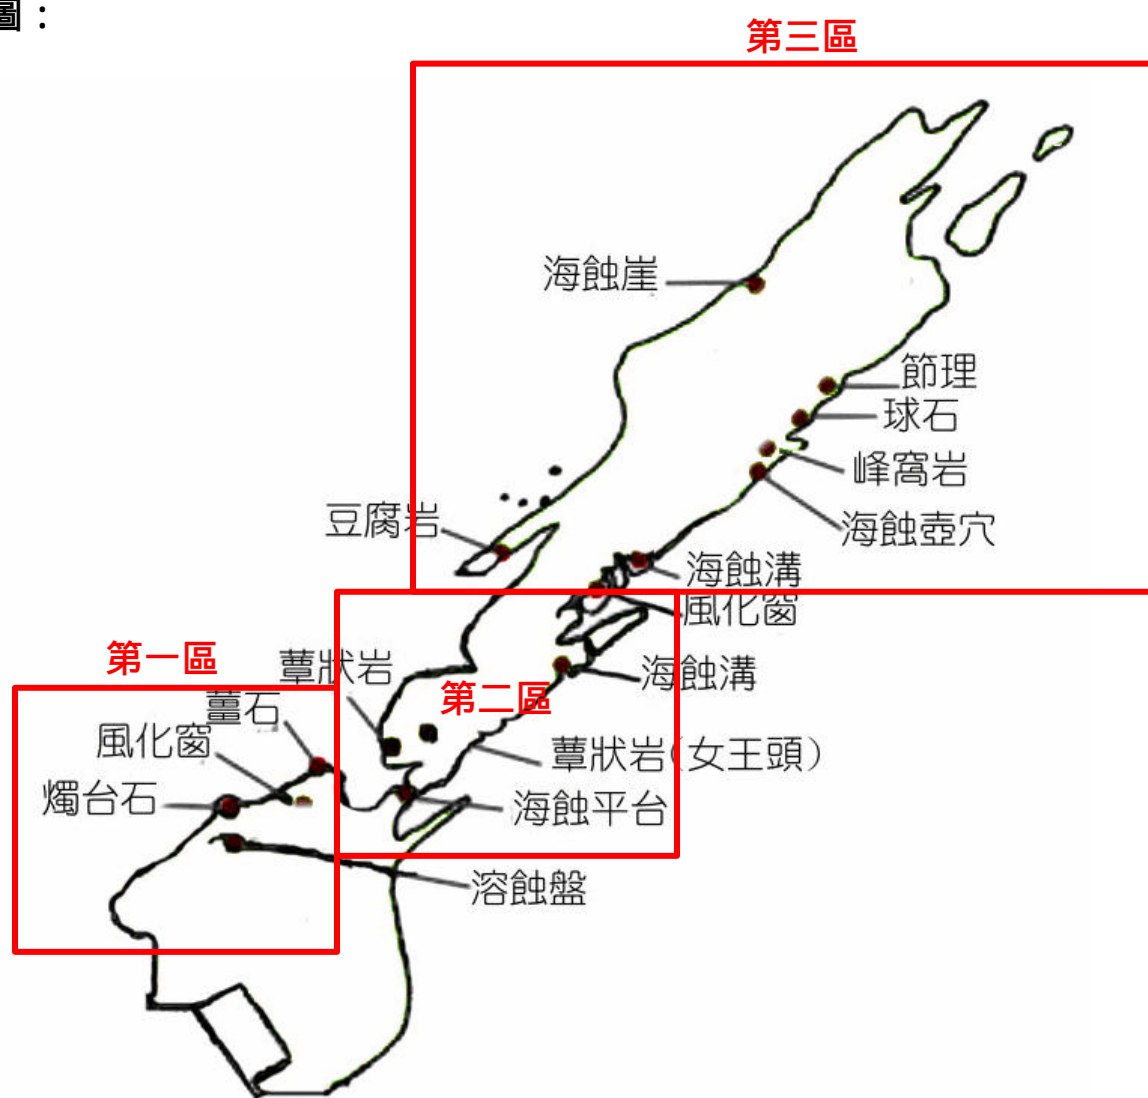 圖：
第三區
海蝕崖
節理
球石
峰窩岩
海蝕壺穴
豆腐岩
海蝕溝
風化窗
第一區
蕈狀岩
海蝕溝
第二區
薑石
風化窗
蕈狀岩(女王頭)
燭台石
海蝕平台
溶蝕盤